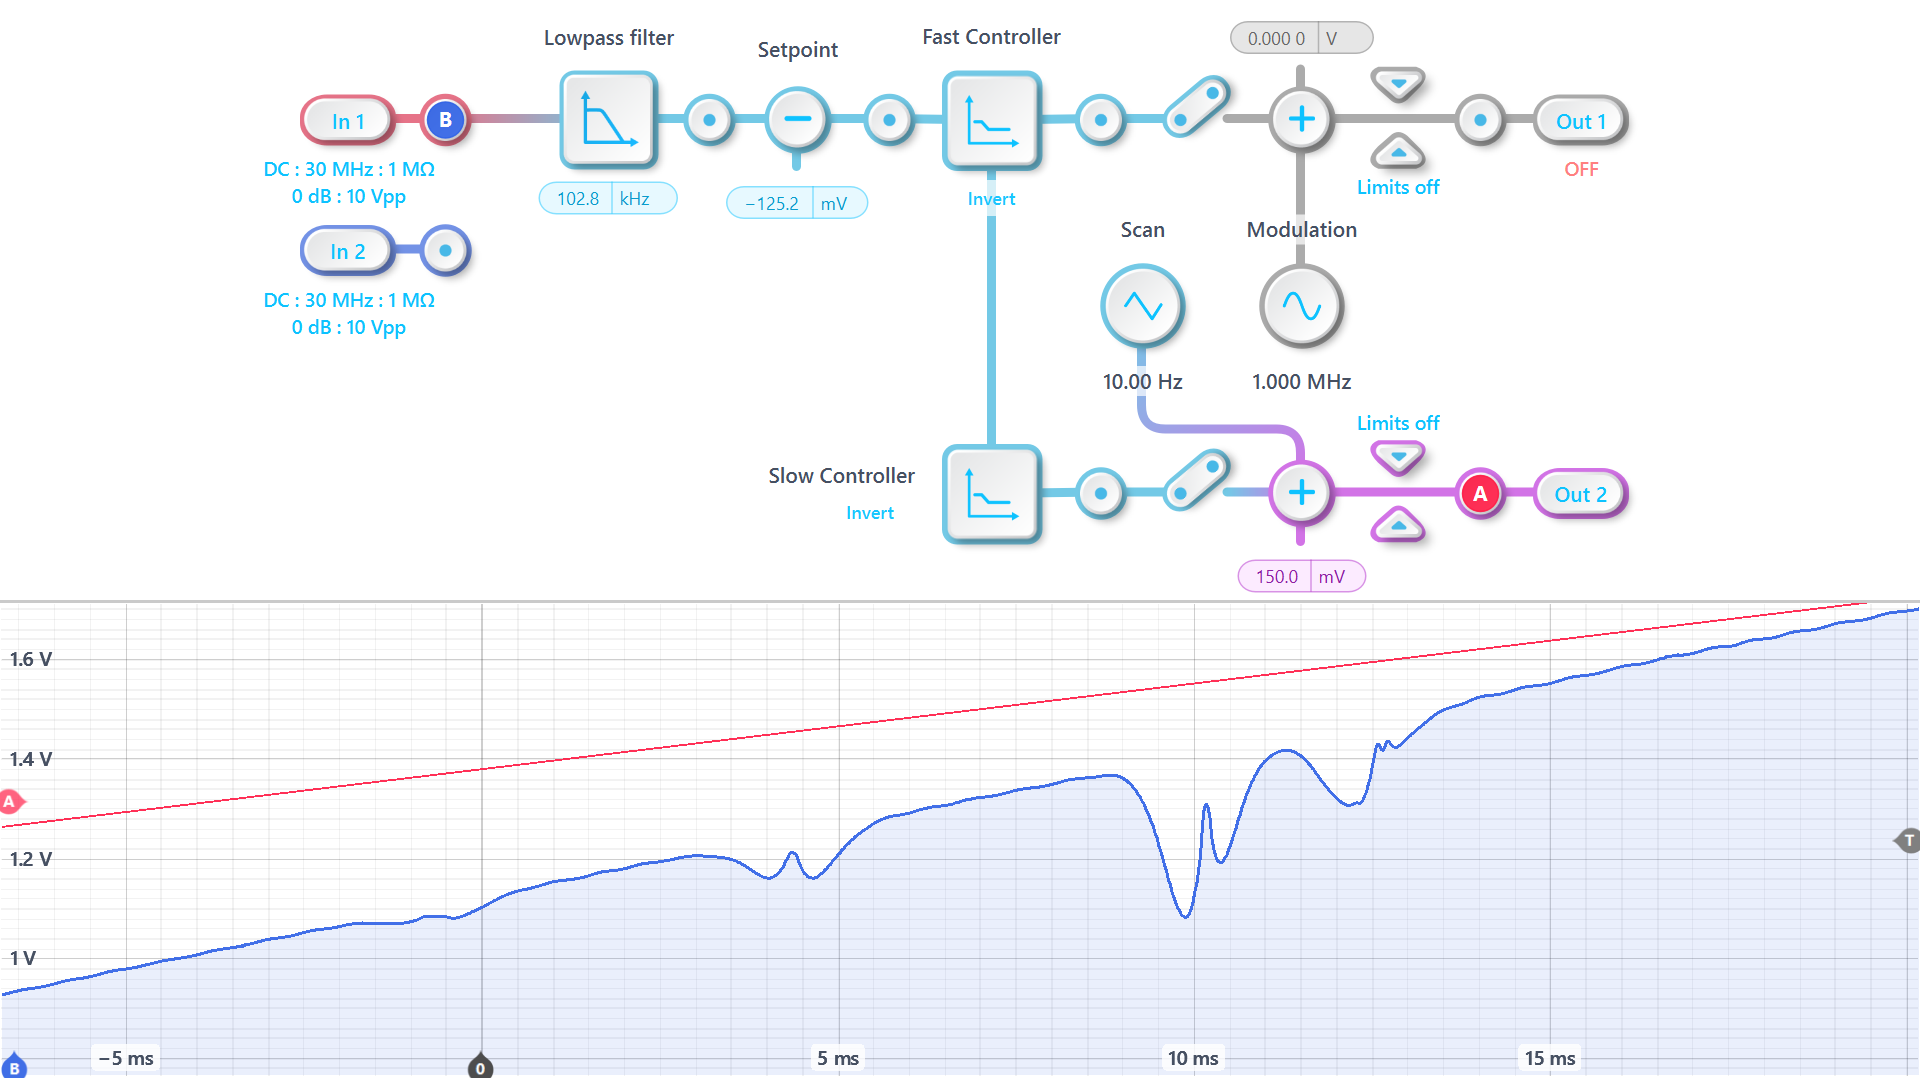 Lowpass filter
Setpoint
Fast Controller
0.000 0 V
In 1
B
Out 1
DC : 30 MHz : 1 MΩ
0 dB : 10 Vpp
102.8 kHz
−125.2 mV
Invert
Limits off
OFF
In 2
DC : 30 MHz : 1 MΩ
0 dB : 10 Vpp
Scan
Modulation
10.00 Hz
1.000 MHz
Limits off
Slow Controller
Invert
A
Out 2
150.0 mV
1.6 V
1.4 V
A
1.2 V
T
1 V
B
−5 ms
0
5 ms
10 ms
15 ms